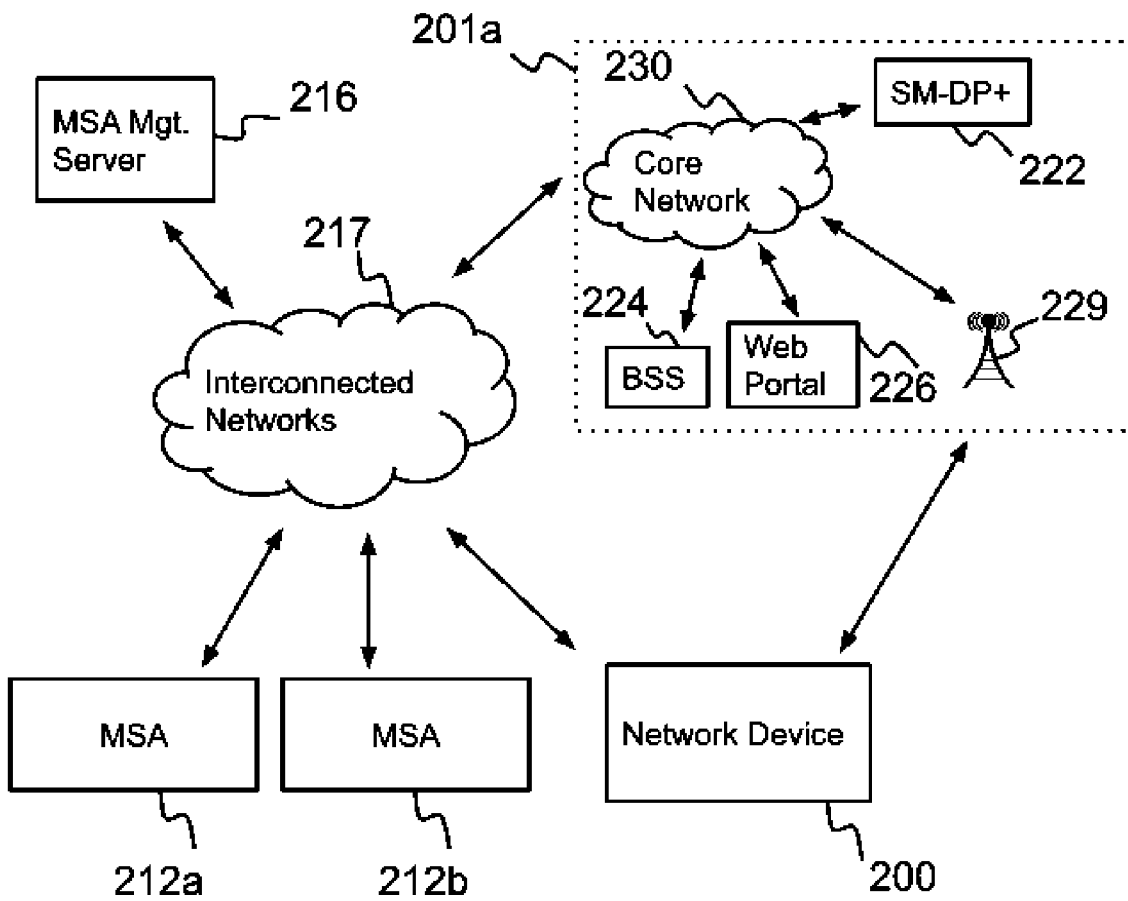 201a
230
SM-DP+
222
216
MSA Mgt.
Server
Core
Network
217
224
229
BSS
Web
Portal
226
Interconnected
Networks
MSA
MSA
Network Device
212a
212b
200